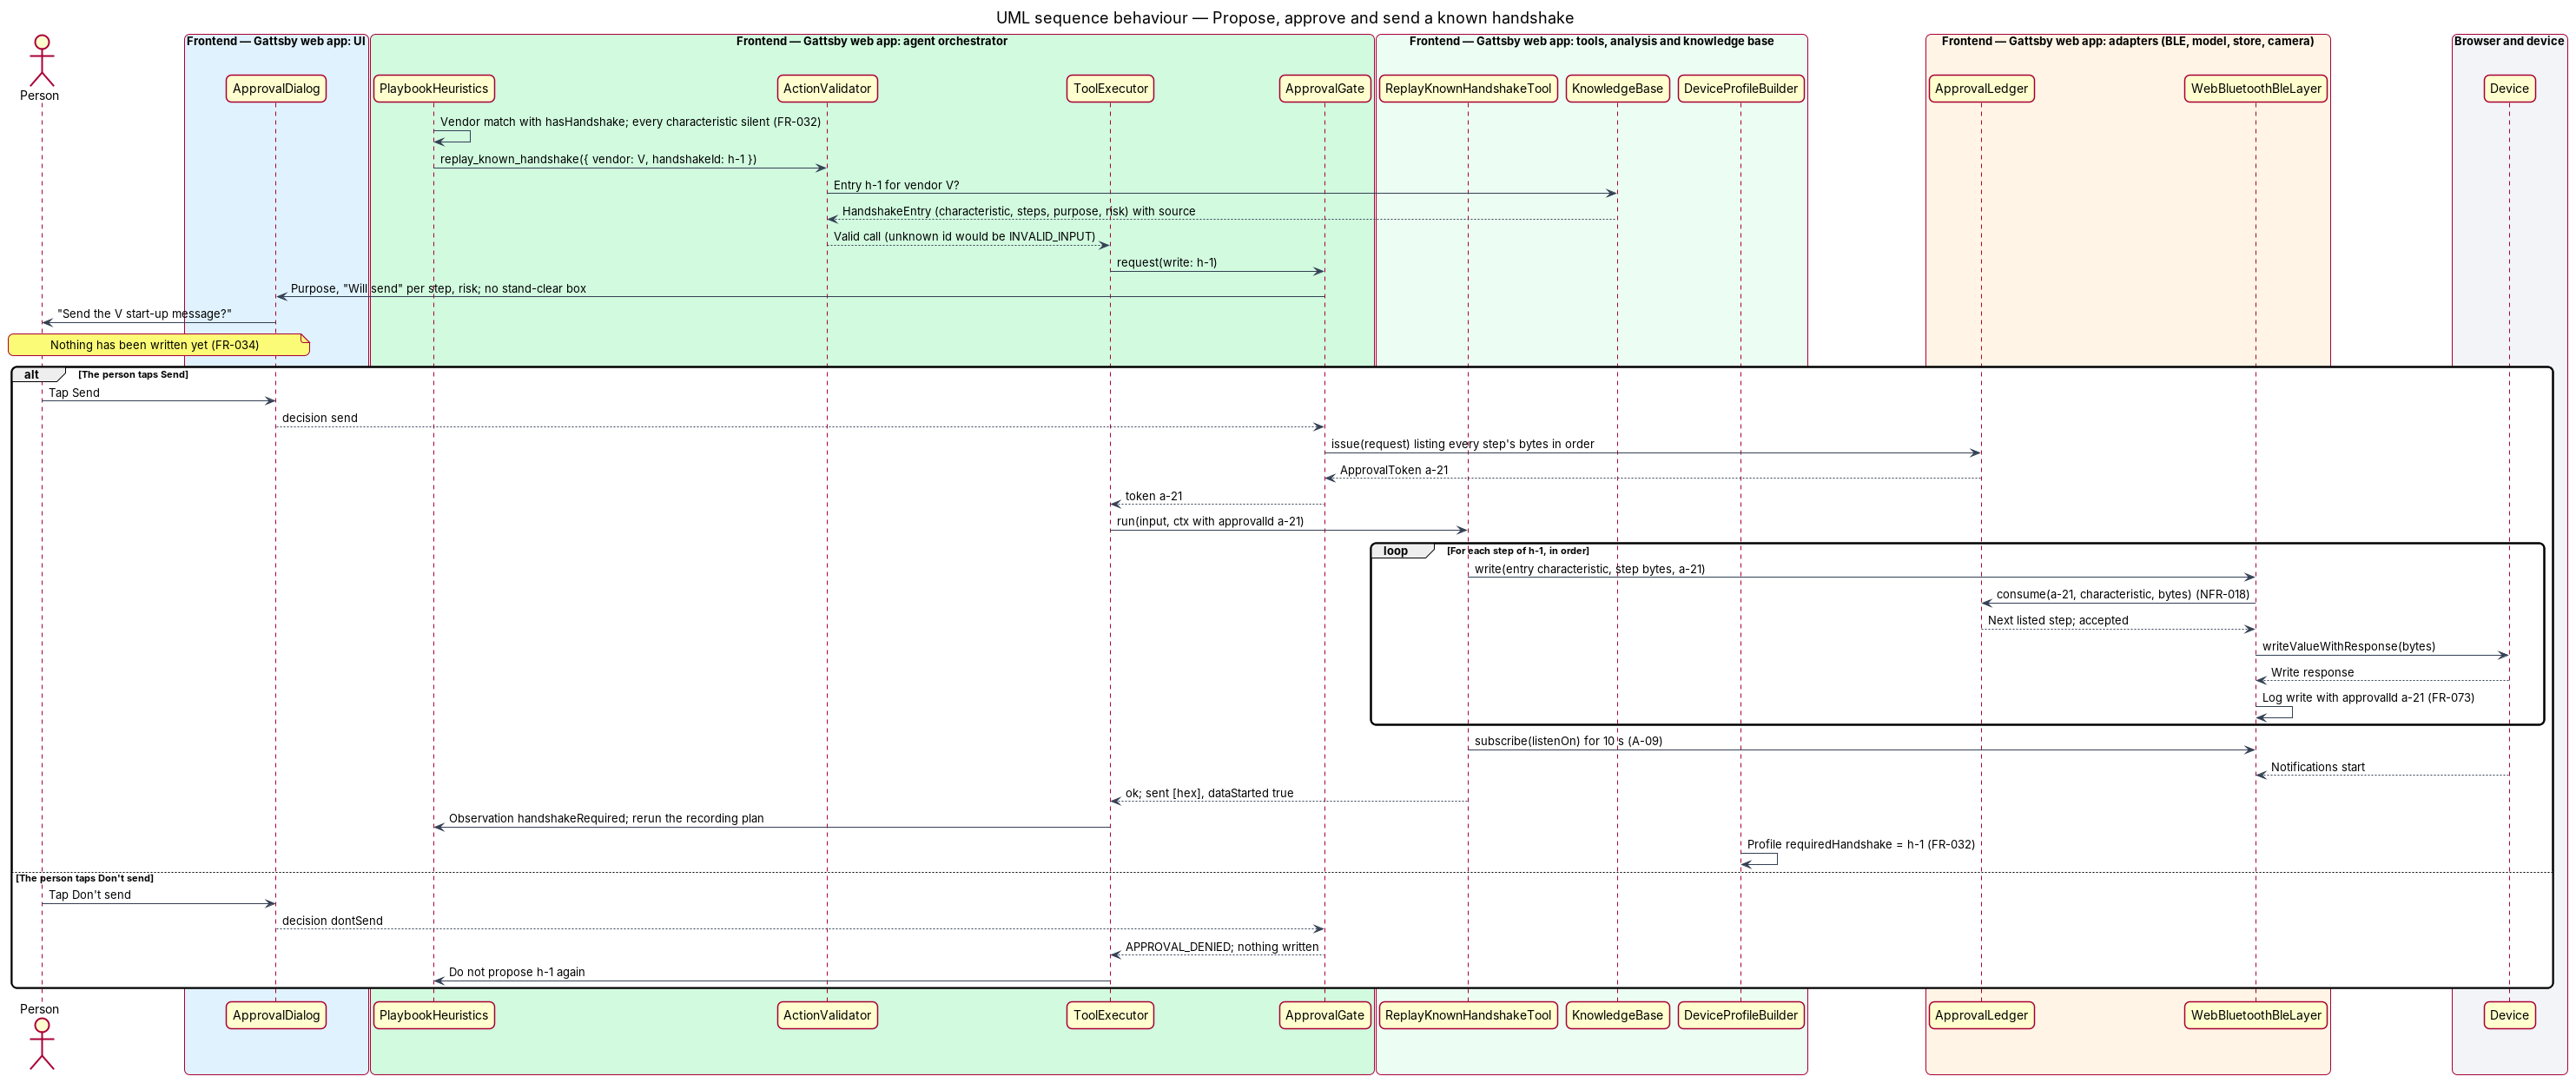 UML sequence behaviour — Propose, approve and send a known handshake
Frontend — Gattsby web app: UI
Frontend — Gattsby web app: agent orchestrator
Frontend — Gattsby web app: tools, analysis and knowledge base
Frontend — Gattsby web app: adapters (BLE, model, store, camera)
Browser and device
Person
ApprovalDialog
PlaybookHeuristics
ActionValidator
ToolExecutor
ApprovalGate
ReplayKnownHandshakeTool
KnowledgeBase
DeviceProfileBuilder
ApprovalLedger
WebBluetoothBleLayer
Device
Vendor match with hasHandshake; every characteristic silent (FR-032)
replay_known_handshake({ vendor: V, handshakeId: h-1 })
Entry h-1 for vendor V?
HandshakeEntry (characteristic, steps, purpose, risk) with source
Valid call (unknown id would be INVALID_INPUT)
request(write: h-1)
Purpose, "Will send" per step, risk; no stand-clear box
"Send the V start-up message?"
Nothing has been written yet (FR-034)
alt
[The person taps Send]
Tap Send
decision send
issue(request) listing every step's bytes in order
ApprovalToken a-21
token a-21
run(input, ctx with approvalId a-21)
loop
[For each step of h-1, in order]
write(entry characteristic, step bytes, a-21)
consume(a-21, characteristic, bytes) (NFR-018)
Next listed step; accepted
writeValueWithResponse(bytes)
Write response
Log write with approvalId a-21 (FR-073)
subscribe(listenOn) for 10 s (A-09)
Notifications start
ok; sent [hex], dataStarted true
Observation handshakeRequired; rerun the recording plan
Profile requiredHandshake = h-1 (FR-032)
[The person taps Don't send]
Tap Don't send
decision dontSend
APPROVAL_DENIED; nothing written
Do not propose h-1 again
Person
ApprovalDialog
PlaybookHeuristics
ActionValidator
ToolExecutor
ApprovalGate
ReplayKnownHandshakeTool
KnowledgeBase
DeviceProfileBuilder
ApprovalLedger
WebBluetoothBleLayer
Device